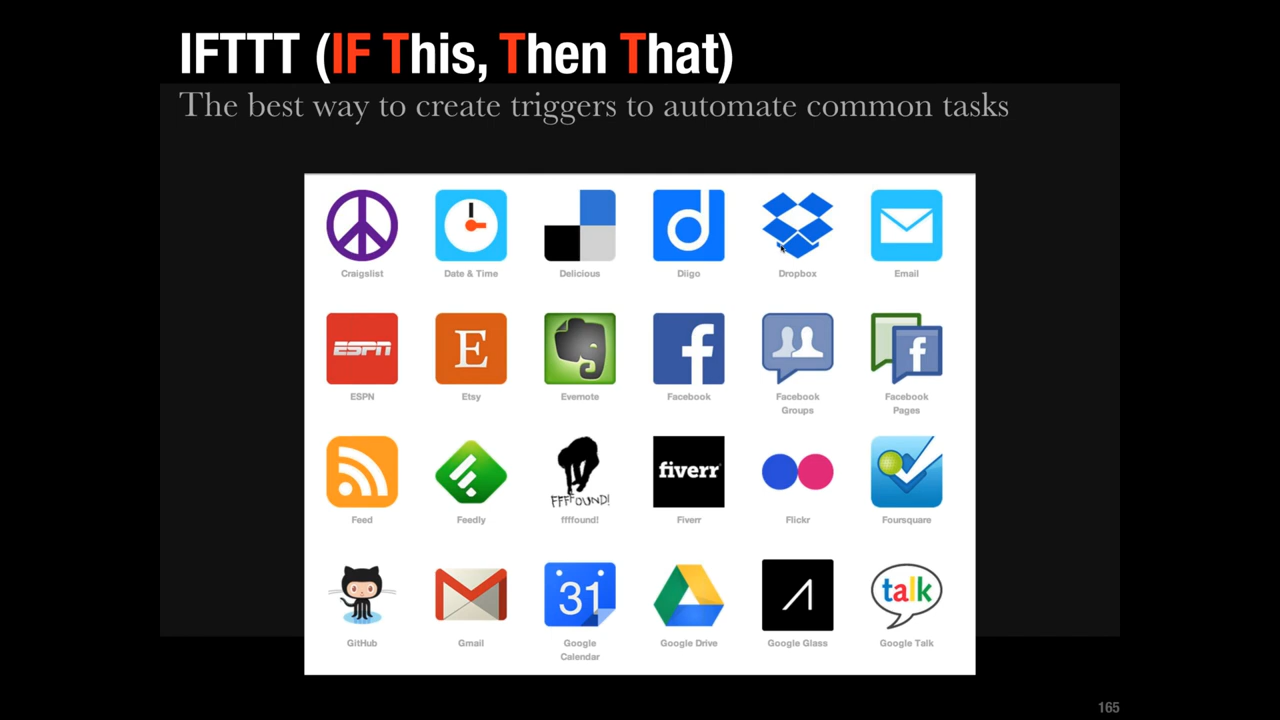 IFTTT (IF This, Then That)
The best way to create triggers to automate common tasks
Craigslist
Date & Time
Delicious
d
Diigo
Dropbox
Email
ESPN
ESPN
E
Etsy
Evernote
f
Facebook
Facebook
Groups
f
Facebook
Pages
Feed
Feedly
FFFFOUND!
ffffound!
fiverr
Fiverr
Flickr
Foursquare
GitHub
Gmail
31
Google
Calendar
Google Drive
Google Glass
talk
Google Talk
165